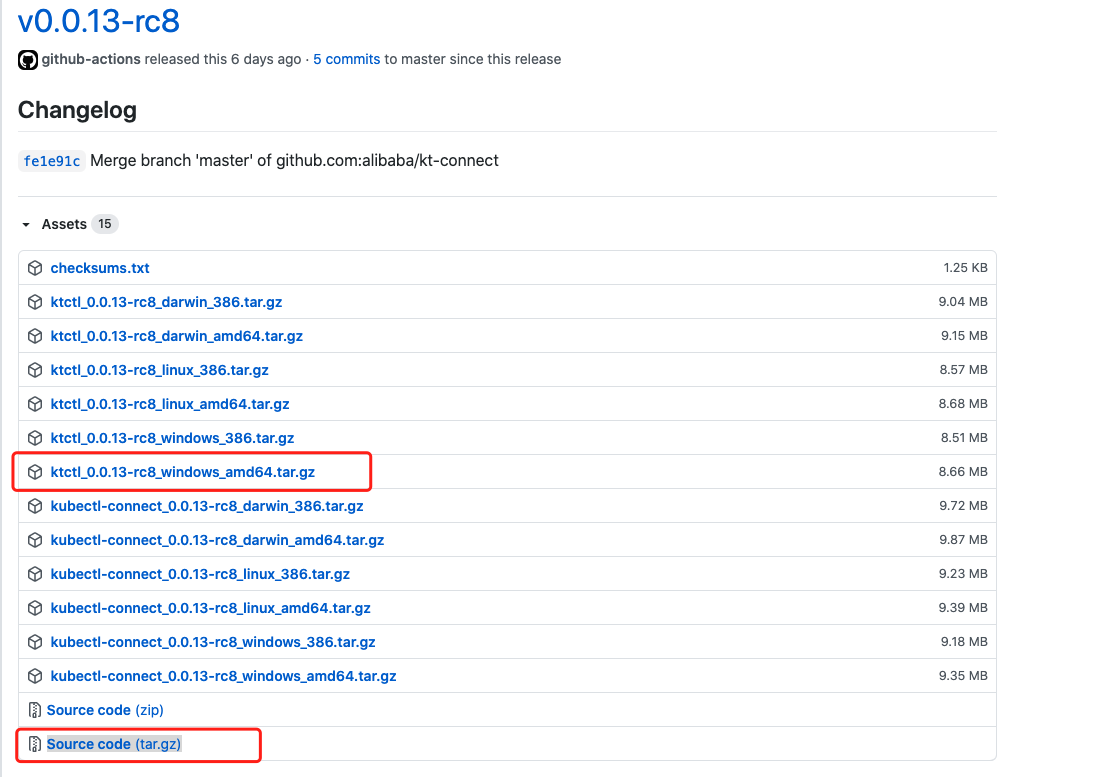 v0.0.13-rc8
github-actions released this 6 days ago · 5 commits to master since this release
Changelog
fe1e91c Merge branch 'master' of github.com:alibaba/kt-connect
Assets 15
checksums.txt 1.25 KB
ktctl_0.0.13-rc8_darwin_386.tar.gz 9.04 MB
ktctl_0.0.13-rc8_darwin_amd64.tar.gz 9.15 MB
ktctl_0.0.13-rc8_linux_386.tar.gz 8.57 MB
ktctl_0.0.13-rc8_linux_amd64.tar.gz 8.68 MB
ktctl_0.0.13-rc8_windows_386.tar.gz 8.51 MB
ktctl_0.0.13-rc8_windows_amd64.tar.gz 8.66 MB
kubectl-connect_0.0.13-rc8_darwin_386.tar.gz 9.72 MB
kubectl-connect_0.0.13-rc8_darwin_amd64.tar.gz 9.87 MB
kubectl-connect_0.0.13-rc8_linux_386.tar.gz 9.23 MB
kubectl-connect_0.0.13-rc8_linux_amd64.tar.gz 9.39 MB
kubectl-connect_0.0.13-rc8_windows_386.tar.gz 9.18 MB
kubectl-connect_0.0.13-rc8_windows_amd64.tar.gz 9.35 MB
Source code (zip)
Source code (tar.gz)